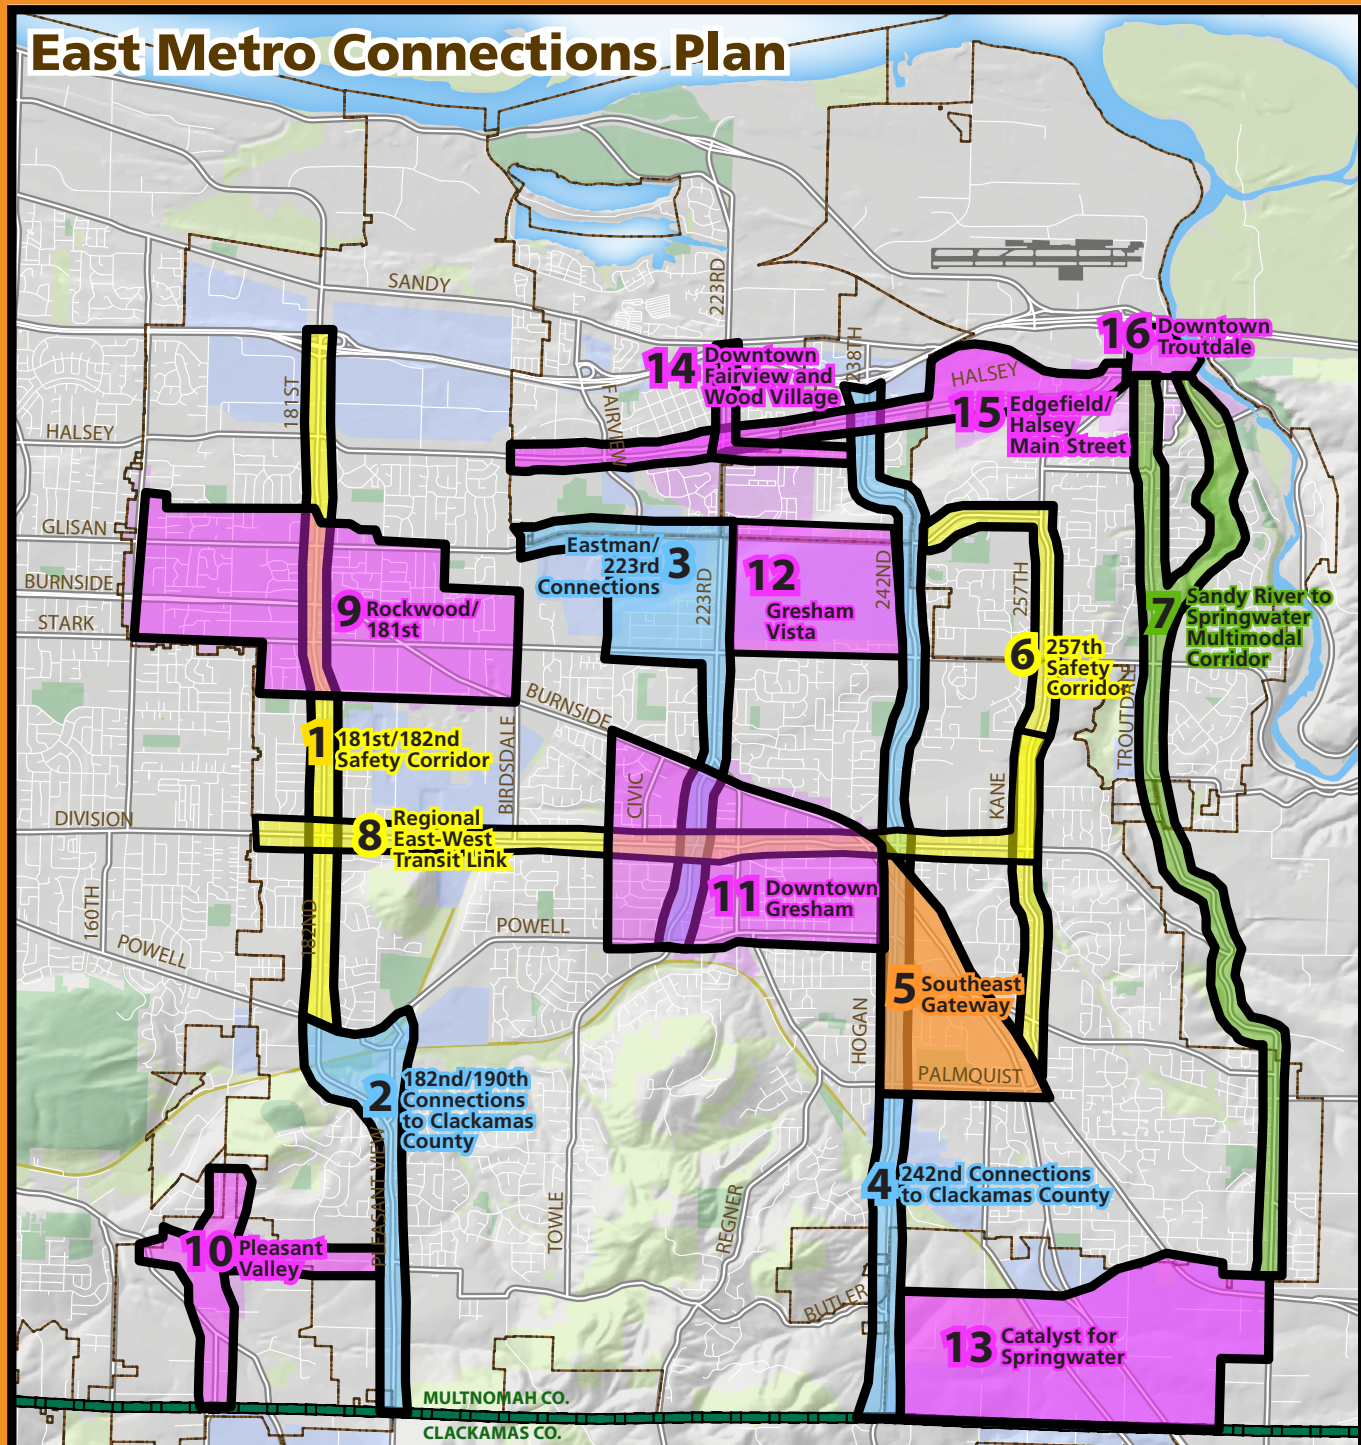 East Metro Connections Plan
SANDY
223RD
181ST
HALSEY
FAIRVIEW
238TH
HALSEY
16 Downtown
Troutdale
14 Downtown
Fairview and
Wood Village
15 Edgefield/
Halsey
Main Street
GLISAN
BURNSIDE
STARK
Eastman/
223rd
Connections
3
223RD
12
Gresham
Vista
242ND
257TH
9 Rockwood/
181st
6 257th
Safety
Corridor
7 Sandy River to
Springwater
Multimodal
Corridor
TROUTDALE
BURNSIDE
1 181st/182nd
Safety Corridor
BIRDSDALE
CIVIC
KANE
DIVISION
8 Regional
East-West
Transit Link
160TH
182ND
POWELL
POWELL
11 Downtown
Gresham
5 Southeast
Gateway
HOGAN
PALMQUIST
2 182nd/190th
Connections
to Clackamas
County
PLEASANT VIEW
TOWLE
REGNER
4 242nd Connections
to Clackamas County
10 Pleasant
Valley
BUTLER
13 Catalyst for
Springwater
MULTNOMAH CO.
CLACKAMAS CO.